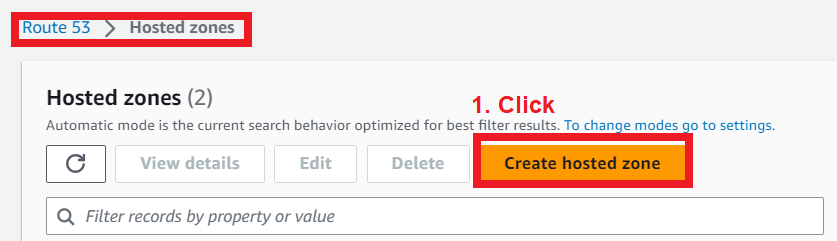 Route 53 > Hosted zones
Hosted zones (2)
1. Click
Automatic mode is the current search behavior optimized for best filter results. To change modes go to settings.
View details Edit Delete Create hosted zone
Filter records by property or value